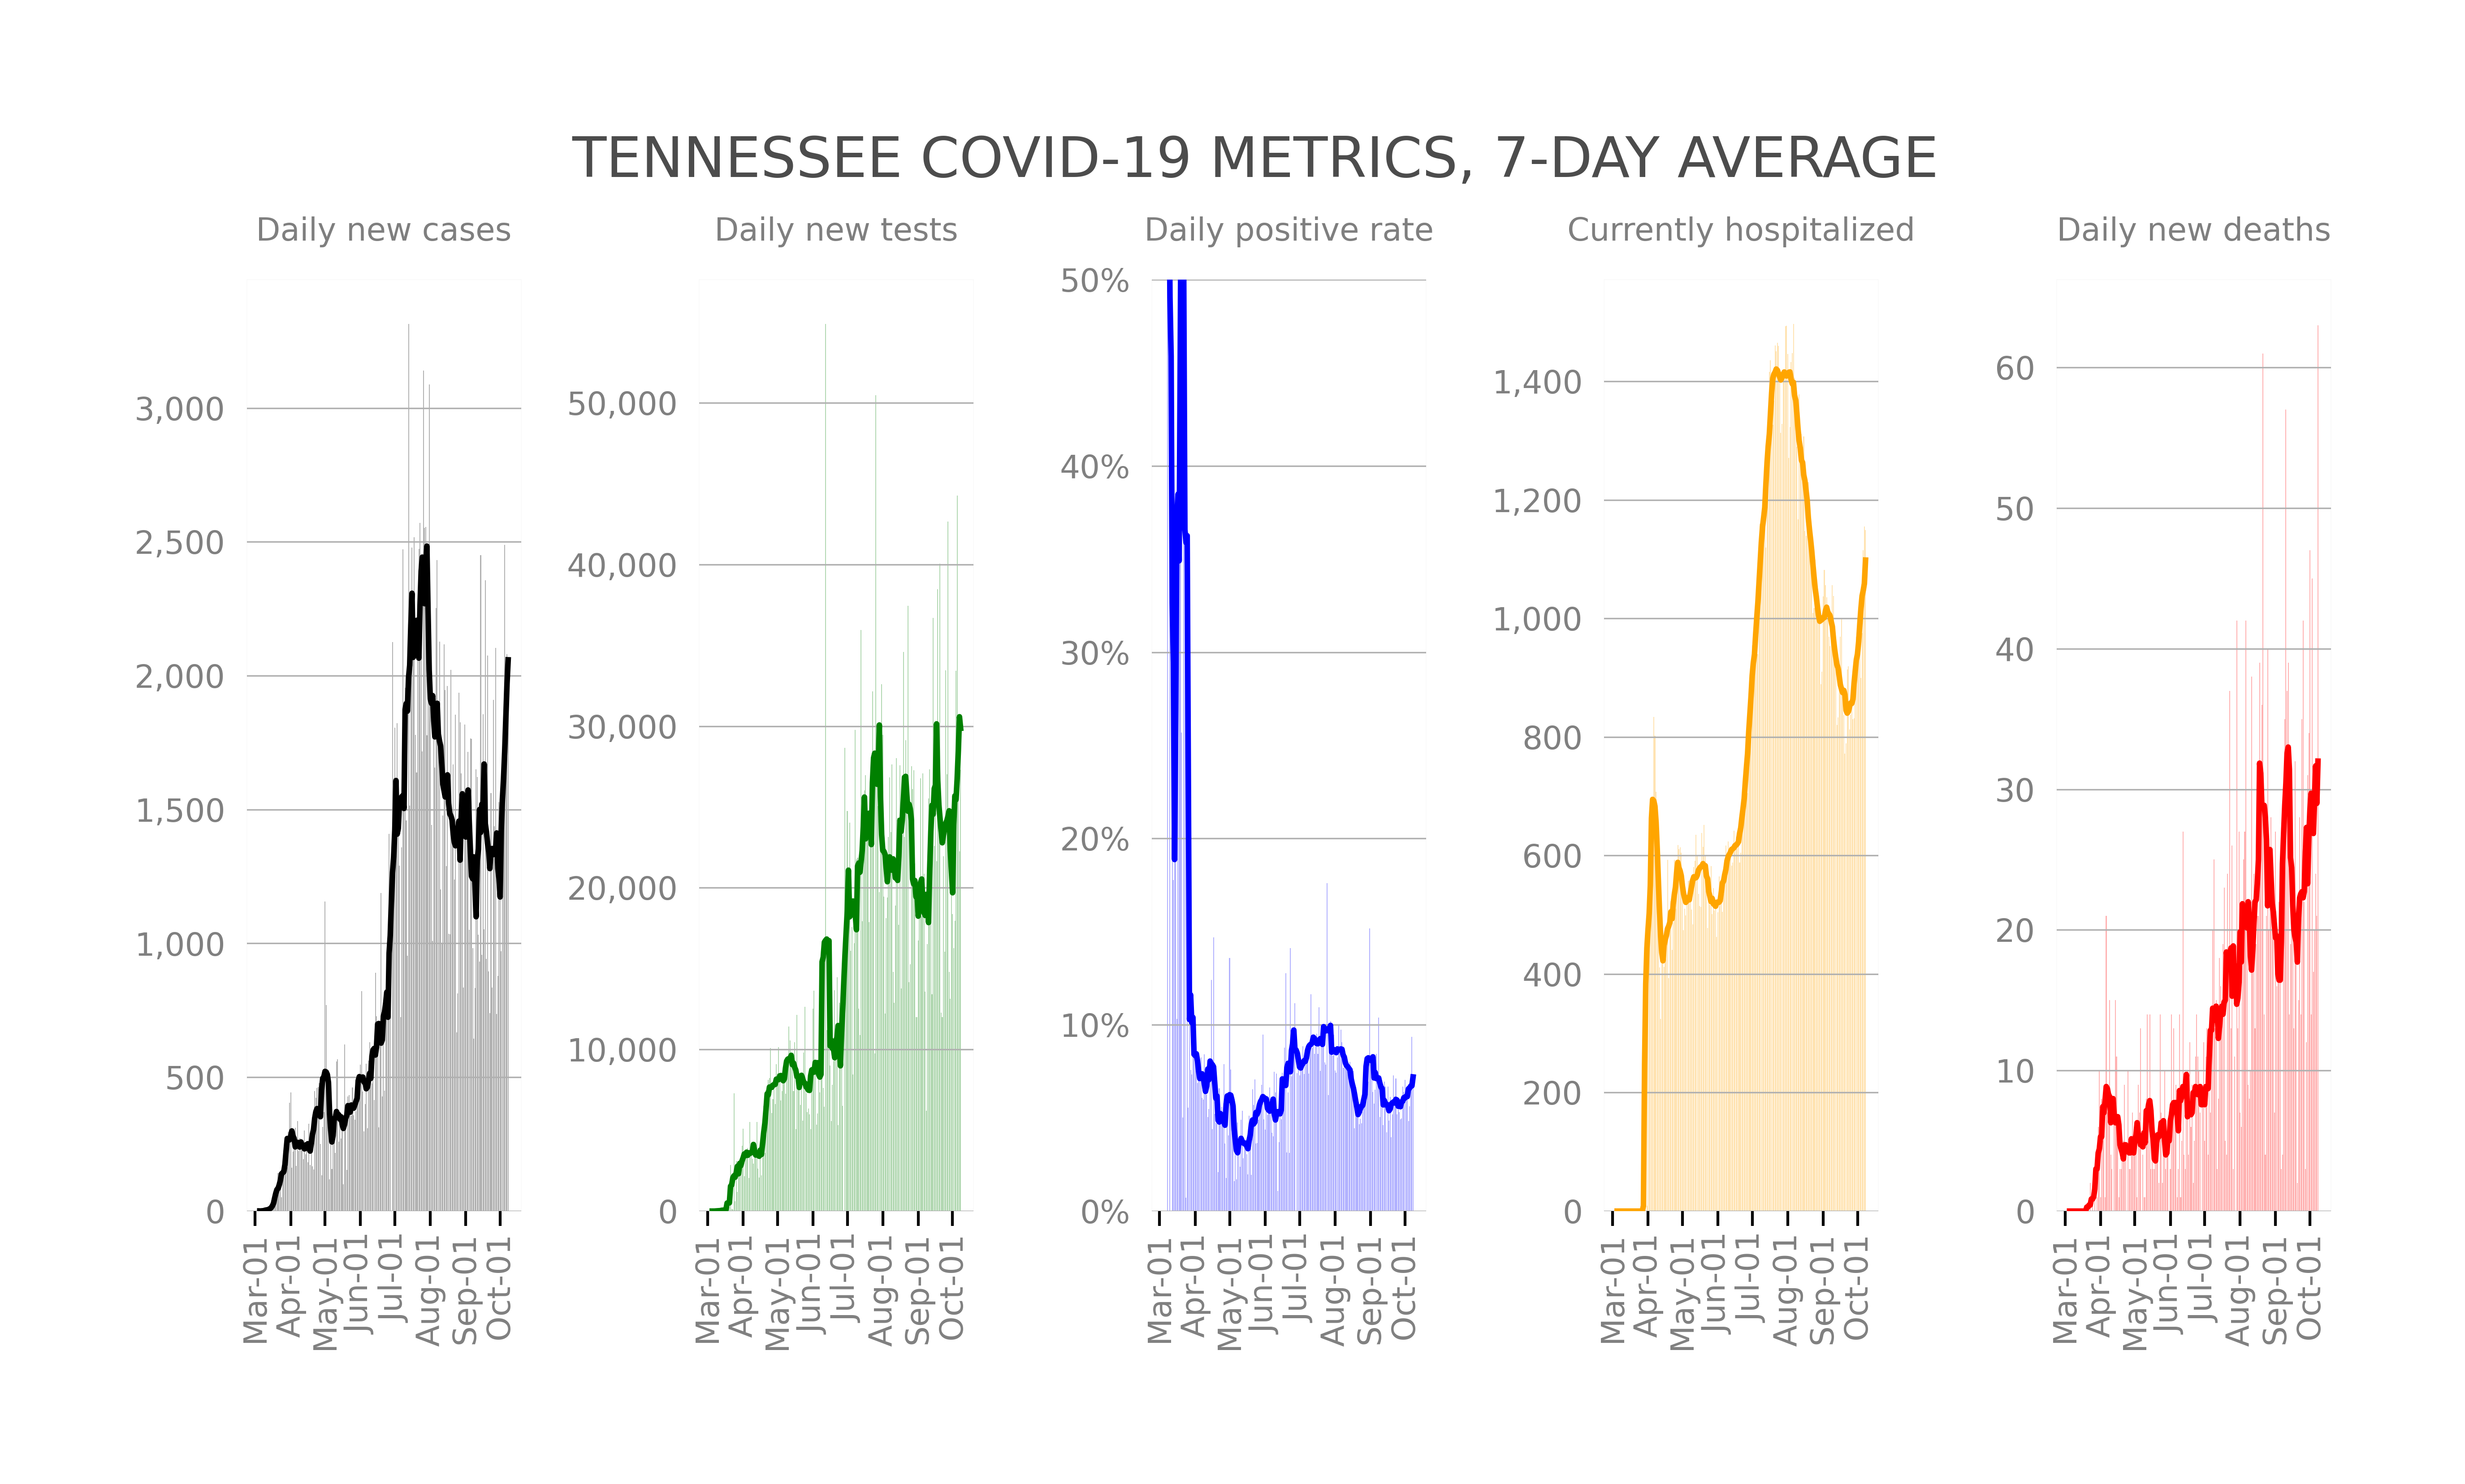 TENNESSEE COVID-19 METRICS, 7-DAY AVERAGE
Daily new cases
3,000
2,500
2,000
1,500
1,000
500
0
Mar-01
Apr-01
May-01
Jun-01
Jul-01
Aug-01
Sep-01
Oct-01
Daily new tests
50,000
40,000
30,000
20,000
10,000
0
Mar-01
Apr-01
May-01
Jun-01
Jul-01
Aug-01
Sep-01
Oct-01
Daily positive rate
50%
40%
30%
20%
10%
0%
Mar-01
Apr-01
May-01
Jun-01
Jul-01
Aug-01
Sep-01
Oct-01
Currently hospitalized
1,400
1,200
1,000
800
600
400
200
0
Mar-01
Apr-01
May-01
Jun-01
Jul-01
Aug-01
Sep-01
Oct-01
Daily new deaths
60
50
40
30
20
10
0
Mar-01
Apr-01
May-01
Jun-01
Jul-01
Aug-01
Sep-01
Oct-01